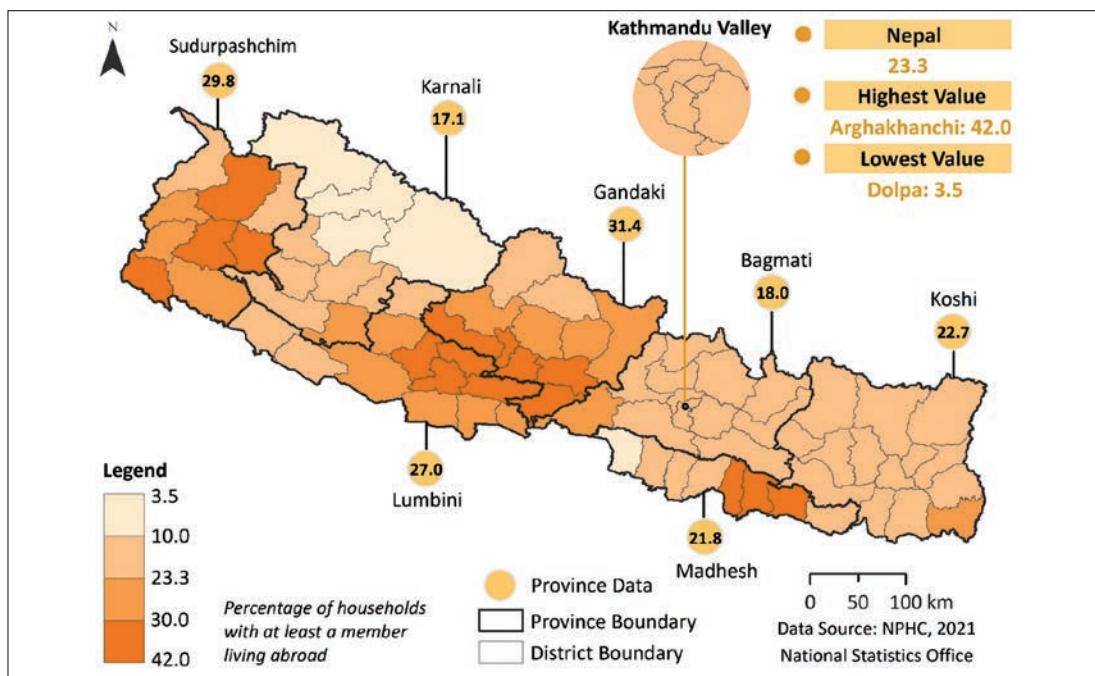 N
Sudurpashchim
29.8
Karnali
17.1
Gandaki
31.4
Kathmandu Valley
Bagmati
18.0
Koshi
22.7
Nepal
23.3
Highest Value
Arghakhanchi: 42.0
Lowest Value
Dolpa: 3.5
27.0
Lumbini
21.8
Madhesh
Legend
3.5
10.0
23.3
30.0
42.0
Percentage of households
with at least a member
living abroad
Province Data
Province Boundary
District Boundary
0 50 100 km
Data Source: NPHC, 2021
National Statistics Office